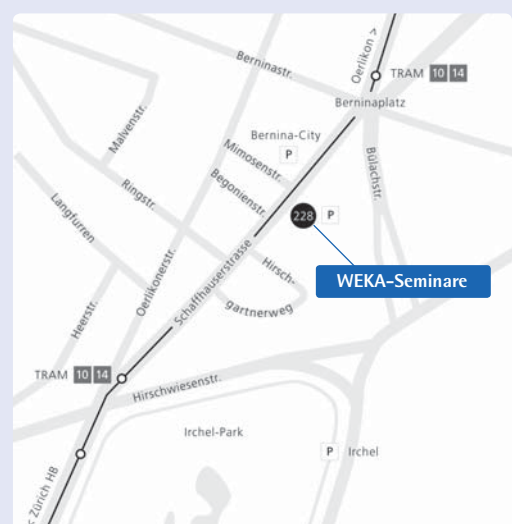 Oerlikon >
Berninastr.
TRAM 10 14
Berninaplatz
Malvenstr.
Bernina-City
P
Mimosenstr.
Bülachstr.
Ringstr.
Begonienstr.
Langfurren
228 P
Hirsch-
gartnerweg
WEKA-Seminare
Oerlikonerstr.
Schaffhauserstrasse
Heerstr.
TRAM 10 14
Hirschwiesenstr.
Irchel-Park
P Irchel
Zürich HB